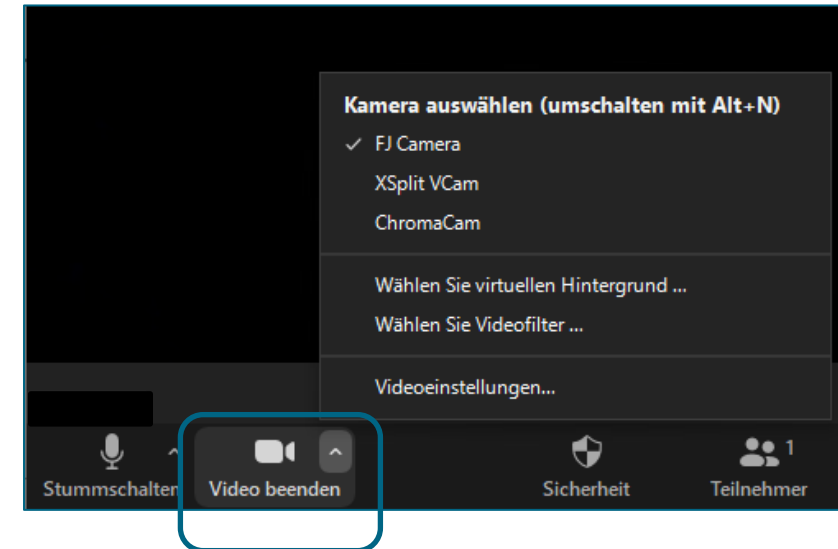 Kamera auswählen (umschalten mit Alt+N)
FJ Camera
XSplit VCam
ChromaCam
Wählen Sie virtuellen Hintergrund ...
Wählen Sie Videofilter ...
Videoeinstellungen...
1
Stummschalten Video beenden Sicherheit Teilnehmer